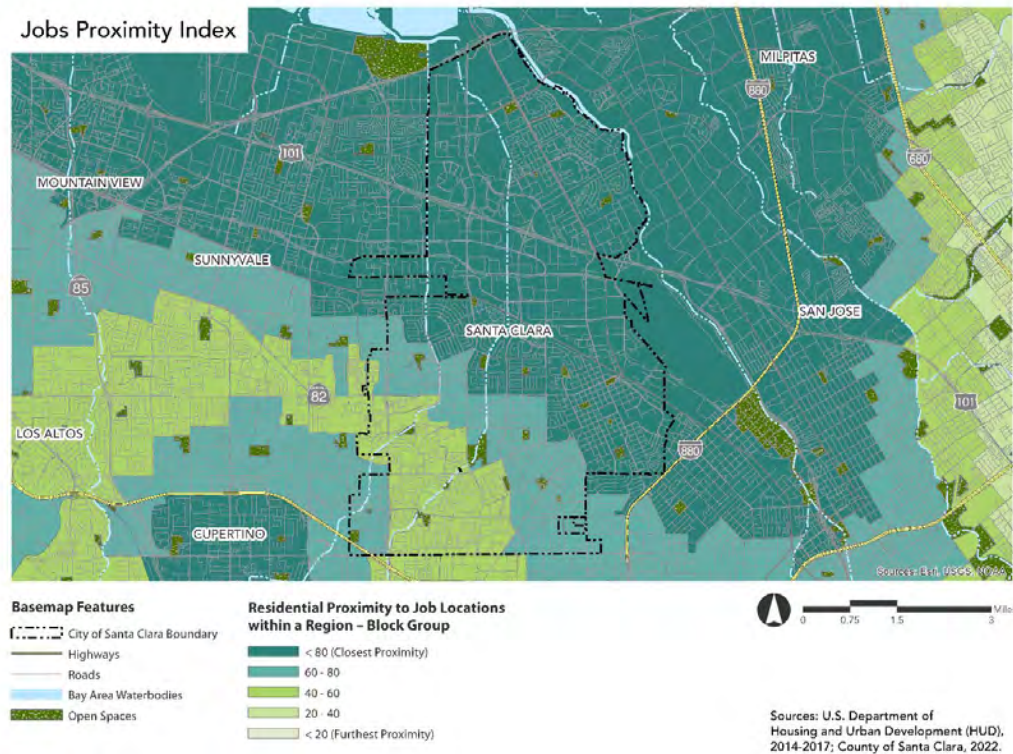 Jobs Proximity Index
MILPITAS
880
101
680
MOUNTAIN VIEW
SUNNYVALE
85
SAN JOSE
SANTA CLARA
82
101
LOS ALTOS
880
CUPERTINO
Sources: Esri, USGS, NOAA
Basemap Features
City of Santa Clara Boundary
Highways
Roads
Bay Area Waterbodies
Open Spaces
Residential Proximity to Job Locations
within a Region – Block Group
< 80 (Closest Proximity)
60 - 80
40 - 60
20 - 40
< 20 (Furthest Proximity)
0 0.75 1.5 3 Mile
Sources: U.S. Department of
Housing and Urban Development (HUD),
2014-2017; County of Santa Clara, 2022.